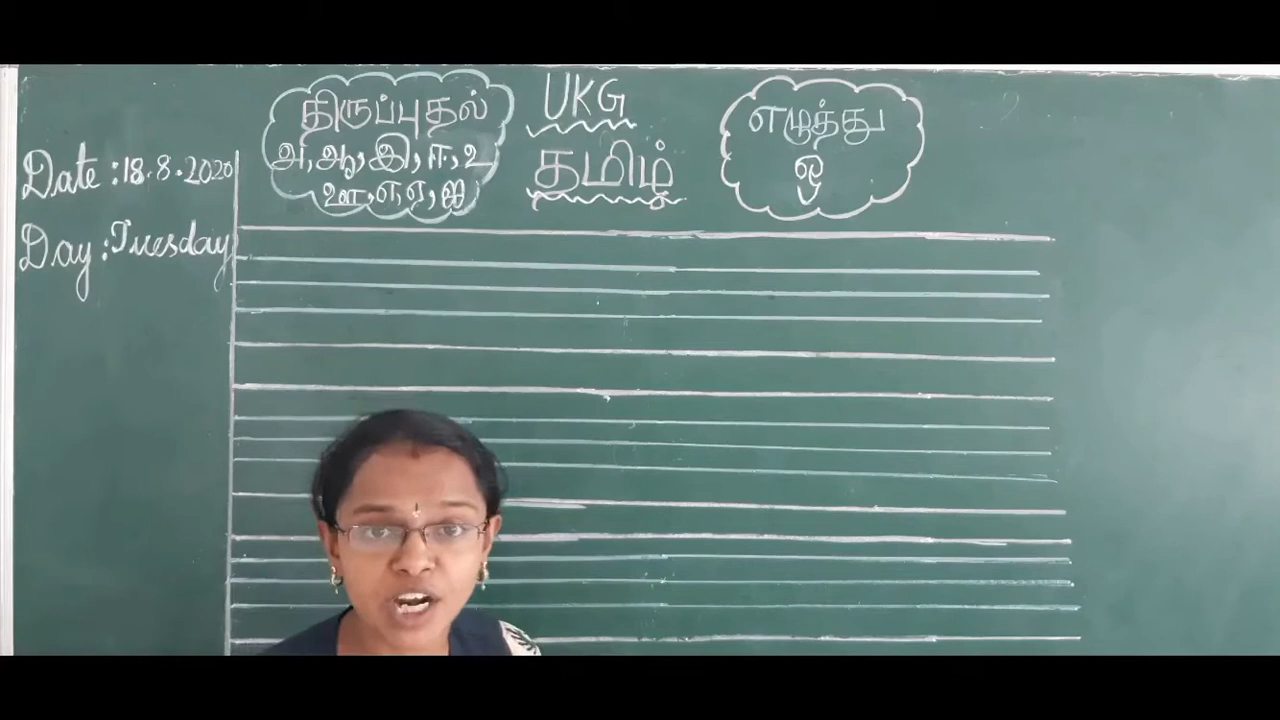 Date : 18.8.2020
Day : Tuesday
திருப்புதல்
அ, ஆ, இ, ஈ, உ
ஊ, எ, ஏ, ஐ
UKG
தமிழ்
எழுத்து
ஒ